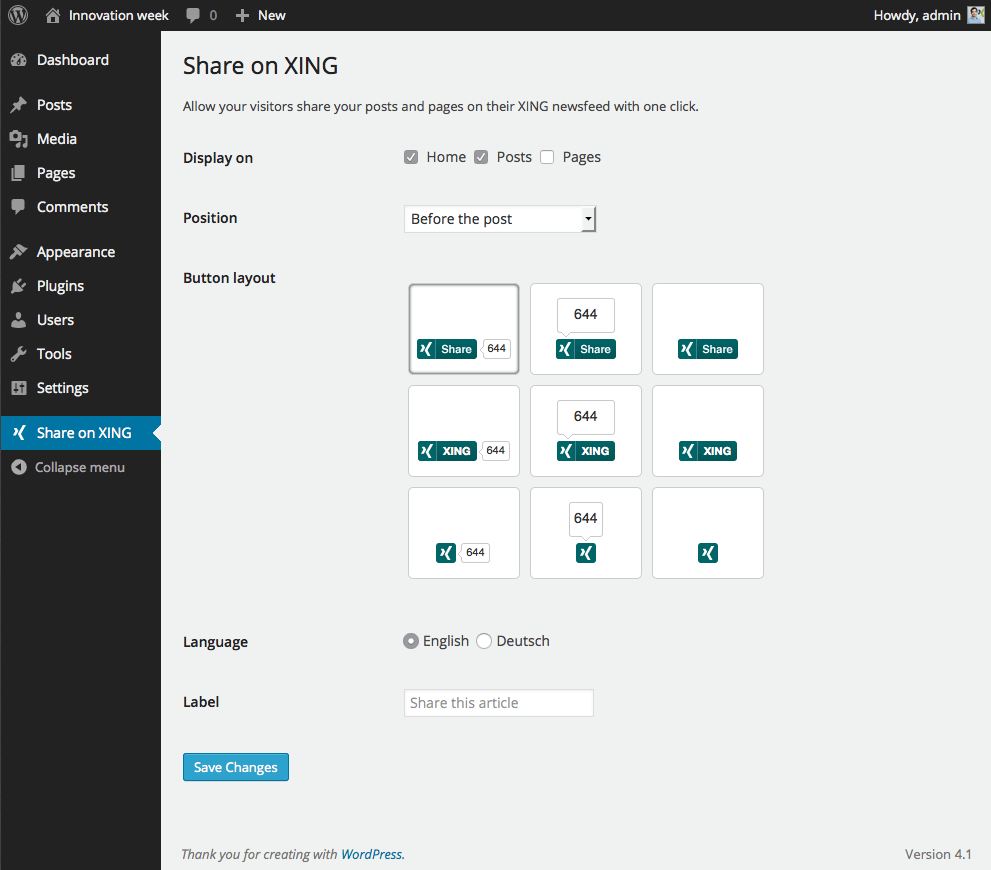 Innovation week 0 New Howdy, admin
Dashboard
Posts
Media
Pages
Comments
Appearance
Plugins
Users
Tools
Settings
Share on XING
Collapse menu
Share on XING
Allow your visitors share your posts and pages on their XING newsfeed with one click.
Display on Home Posts Pages
Position Before the post
Button layout
644
Share 644 Share Share
644
XING 644 XING XING
644
644
Language English Deutsch
Label Share this article
Save Changes
Thank you for creating with WordPress. Version 4.1